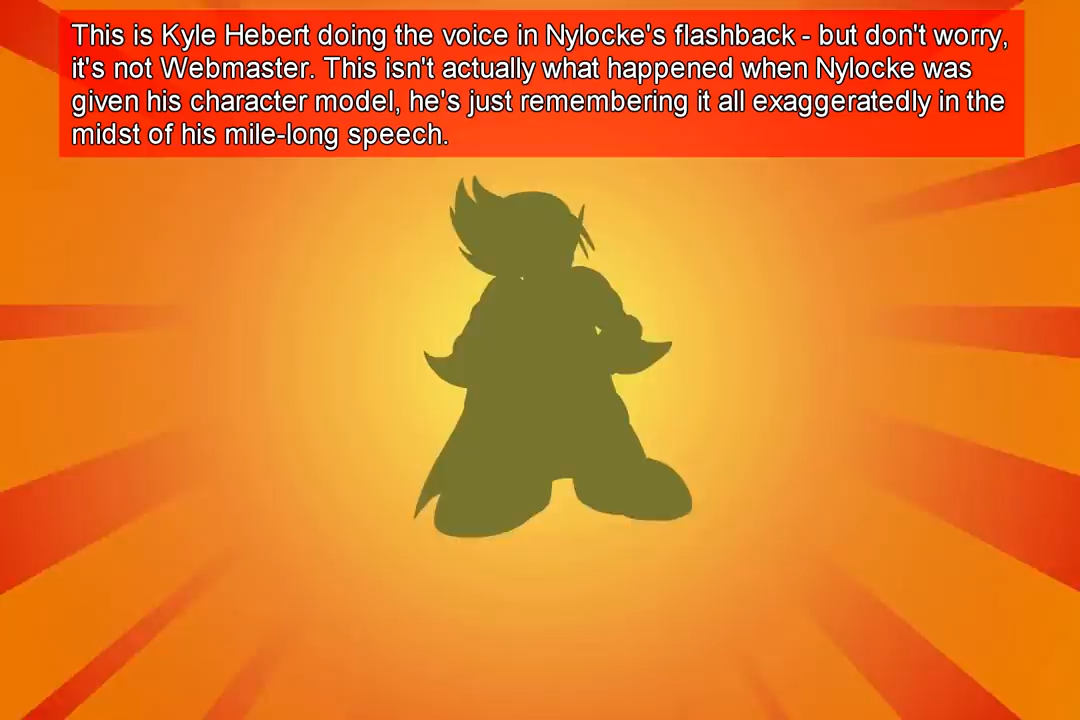 This is Kyle Hebert doing the voice in Nylocke's flashback - but don't worry,
it's not Webmaster. This isn't actually what happened when Nylocke was
given his character model, he's just remembering it all exaggeratedly in the
midst of his mile-long speech.